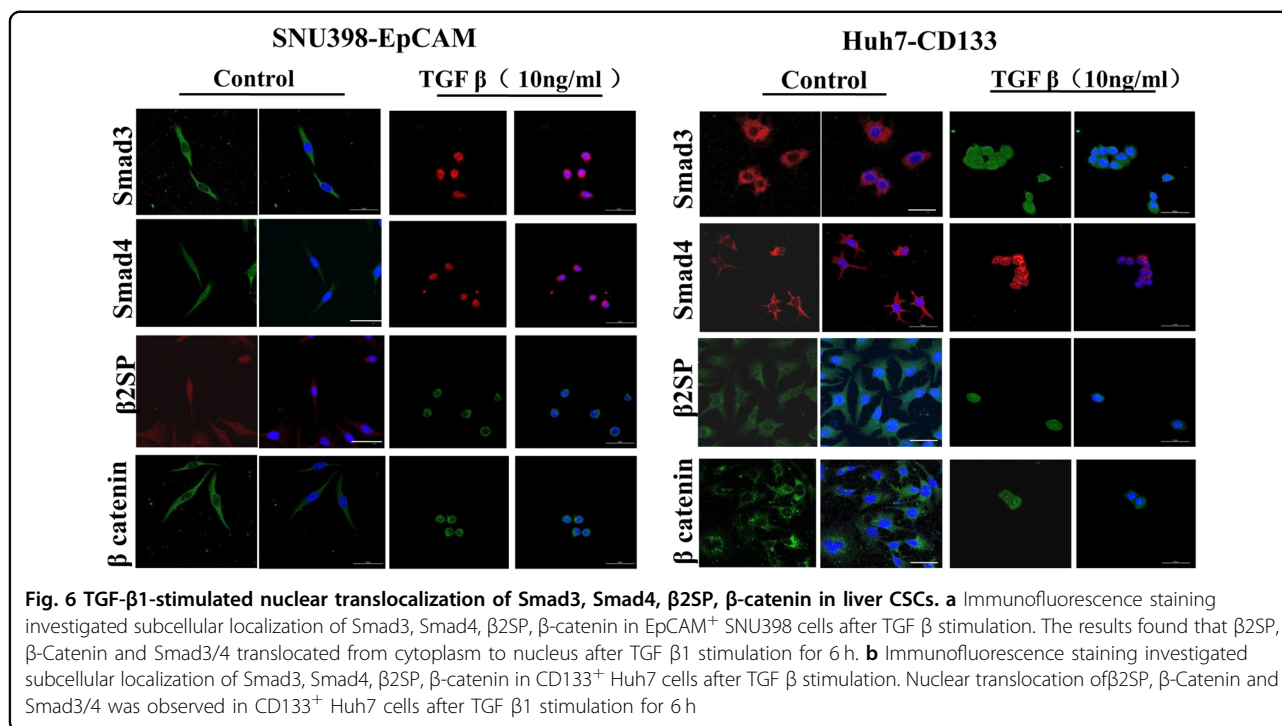 SNU398-EpCAM
Huh7-CD133
Control
TGF β ( 10ng/ml )
Control
TGF β（10ng/ml）
Smad3
Smad3
Smad4
Smad4
β2SP
β2SP
β catenin
β catenin
Fig. 6 TGF-β1-stimulated nuclear translocalization of Smad3, Smad4, β2SP, β-catenin in liver CSCs. a Immunofluorescence staining
investigated subcellular localization of Smad3, Smad4, β2SP, β-catenin in EpCAM+ SNU398 cells after TGF β stimulation. The results found that β2SP,
β-Catenin and Smad3/4 translocated from cytoplasm to nucleus after TGF β1 stimulation for 6 h. b Immunofluorescence staining investigated
subcellular localization of Smad3, Smad4, β2SP, β-catenin in CD133+ Huh7 cells after TGF β stimulation. Nuclear translocation ofβ2SP, β-Catenin and
Smad3/4 was observed in CD133+ Huh7 cells after TGF β1 stimulation for 6 h